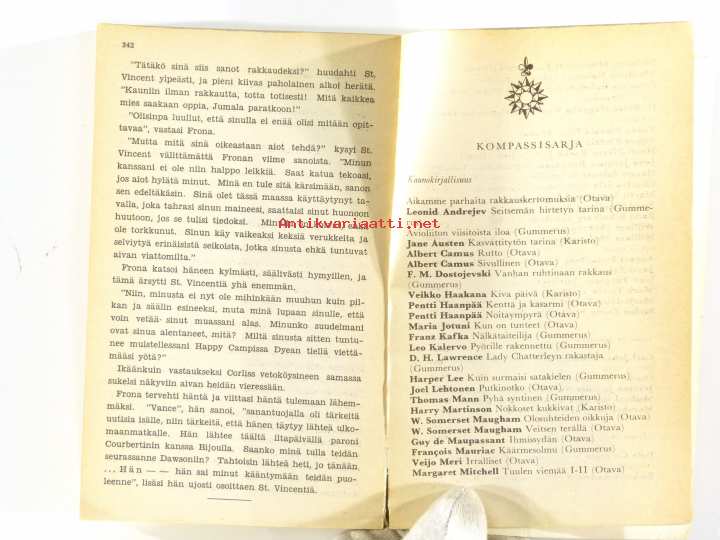 342
"Tätäkö sinä siis sanot rakkaudeksi?" huudahti St.
Vincent ylpeästi, ja pieni kiivas paholainen alkoi herätä.
"Kauniin ilman rakkautta, totta totisesti! Mitä kaikkea
mies saakaan oppia, Jumala paratkoon!"
"Olisinpa luullut, että sinulla ei enää olisi mitään opit-
tavaa", vastasi Frona.
"Mutta mitä sinä oikeastaan aiot tehdä?" kysyi St.
Vincent välittämättä Fronan viime sanoista. "Minun
kanssani ei ole niin halppo leikkiä. Saat katua tekoasi,
jos aiot hylätä minut. Minä en tule sitä kärsimään, sanon
sen edeltäkäsin. Sinä olet tässä maassa käyttäytynyt ta-
valla, joka tahrasi sinun maineesi, saattaisi sinut huonoon
huutoon, jos se tulisi tiedoksi.
ole torkkunut. Sinun käy vaikeaksi keksiä verukkeita ja
selviytyä erinäisistä seikoista, jotka sinusta ehkä tuntuvat
aivan viattomilta."
Frona katsoi häneen kylmästi, säälivästi hymyillen, ja
tämä ärsytti St. Vincentiä yhä enemmän.
"Niin, minusta ei nyt ole mihinkään muuhun kuin pil-
kan ja säälin esineeksi, mutta minä lupaan sinulle, että
voin vetää sinut muassani alas. Minunko suudelmani
ovat sinua alentaneet, mitä? Miltä sinusta sitten tuntu-
nee muistellessani Happy Campissa Dyean tiellä viettä-
määsi yötä?"
Ikäänkuin vastaukseksi Corliss vetoköysineen samassa
sukelsi näkyviin aivan heidän vieressään.
Frona tervehti häntä ja viittasi häntä tulemaan lähem-
mäksi. "Vance", hän sanoi, "sanantuojalla oli tärkeitä
uutisia isälle, niin tärkeitä, että hänen täytyy lähteä ulko-
maanmatkalle. Hän lähtee täältä iltapäivällä paroni
Courbertinin kanssa Bijoulla. Saanko minä tulla teidän
seurassanne Dawsoniin? Tahtoisin lähteä heti, jo tänään.
... Hän — — hän sai minut kääntymään teidän puo-
leenne", lisäsi hän ujosti osoittaen St. Vincentiä.
KOMPASSISARJA
Kaunokirjallisuus
Aikamme parhaita rakkauskertomuksia (Otava)
Leonid Andrejev Seitsemän hirtetyn tarina (Gumme-
Antikvariaatti.net
Avioliiton viisitoista iloa (Gummerus)
Jane Austen Kasvattitytön tarina (Karisto)
Albert Camus Rutto (Otava)
Albert Camus Sivullinen (Otava)
F. M. Dostojevski Vanhan ruhtinaan rakkaus
(Gummerus)
Veikko Haakana Kiva päivä (Karisto)
Pentti Haanpää Kenttä ja kasarmi (Otava)
Pentti Haanpää Noitaympyrä (Otava)
Maria Jotuni Kun on tunteet (Otava)
Franz Kafka Nälkätaiteilija (Gummerus)
Leo Kalervo Pyörille rakennettu (Gummerus)
D. H. Lawrence Lady Chatterleyn rakastaja
(Gummerus)
Harper Lee Kuin surmaisi satakielen (Gummerus)
Joel Lehtonen Putkinotko (Otava)
Thomas Mann Pyhä syntinen (Gummerus)
Harry Martinson Nokkoset kukkivat (Karisto)
W. Somerset Maugham Olosuhteiden oikkuja (Otava)
W. Somerset Maugham Veitsen terällä (Otava)
Guy de Maupassant Ihmisydän (Otava)
François Mauriac Käärmesolmu (Gummerus)
Veijo Meri Irralliset (Otava)
Margaret Mitchell Tuulen viemää I-II (Otava)